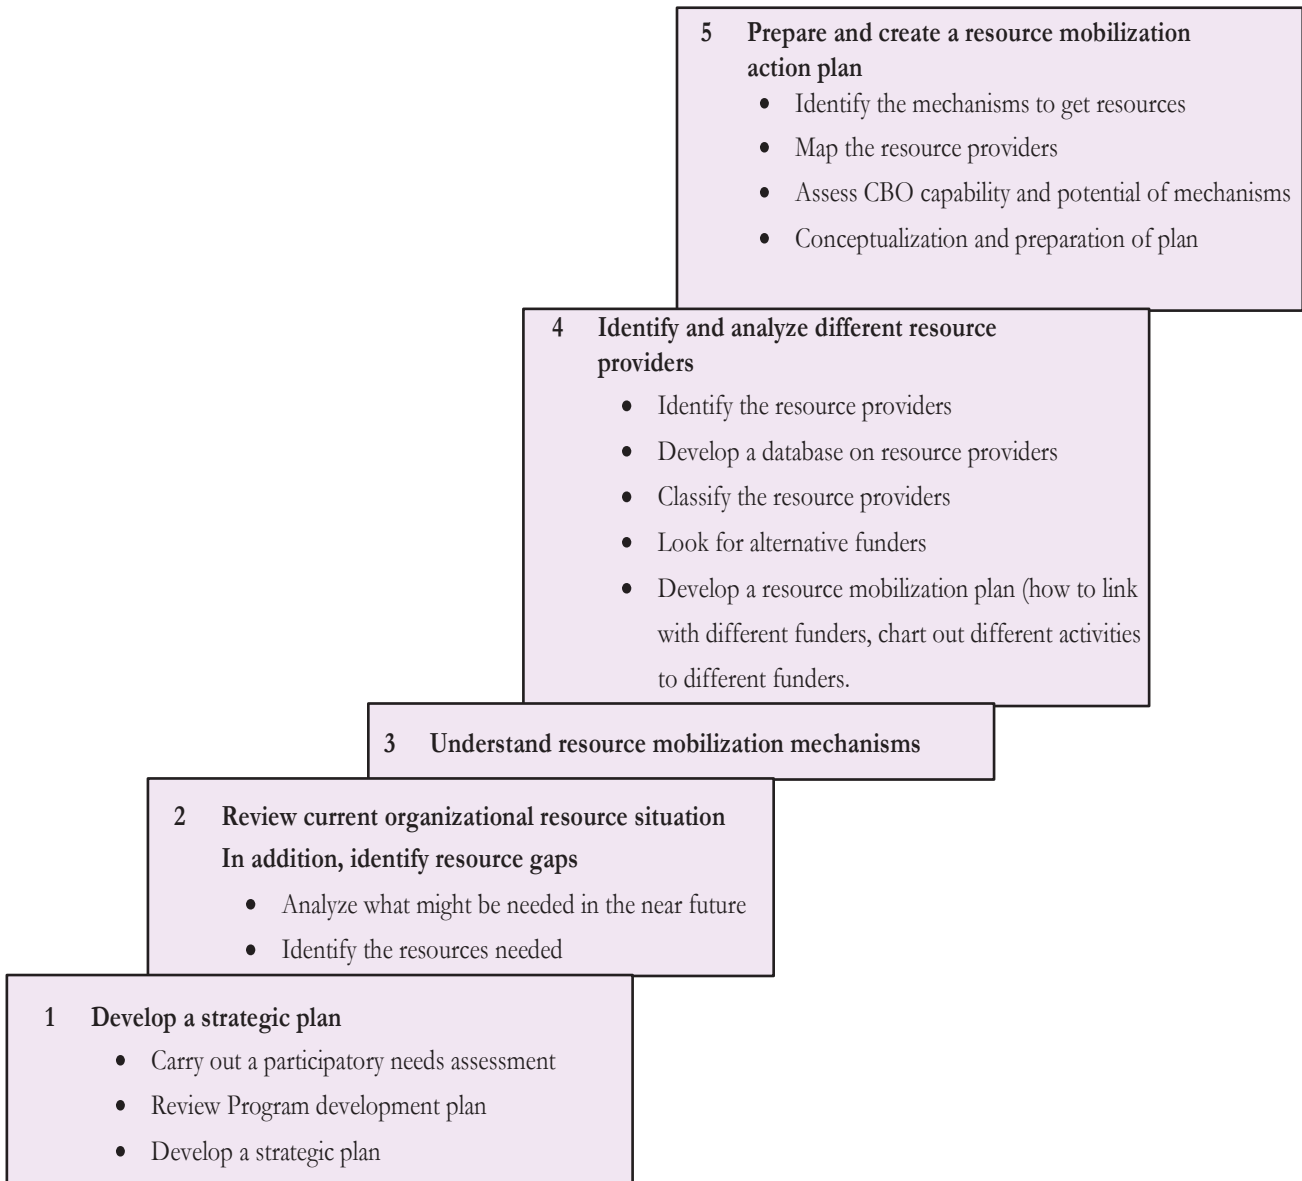 5 Prepare and create a resource mobilization
action plan
• Identify the mechanisms to get resources
• Map the resource providers
• Assess CBO capability and potential of mechanisms
• Conceptualization and preparation of plan
4 Identify and analyze different resource
providers
• Identify the resource providers
• Develop a database on resource providers
• Classify the resource providers
• Look for alternative funders
• Develop a resource mobilization plan (how to link
with different funders, chart out different activities
to different funders.
3 Understand resource mobilization mechanisms
2 Review current organizational resource situation
In addition, identify resource gaps
• Analyze what might be needed in the near future
• Identify the resources needed
1 Develop a strategic plan
• Carry out a participatory needs assessment
• Review Program development plan
• Develop a strategic plan